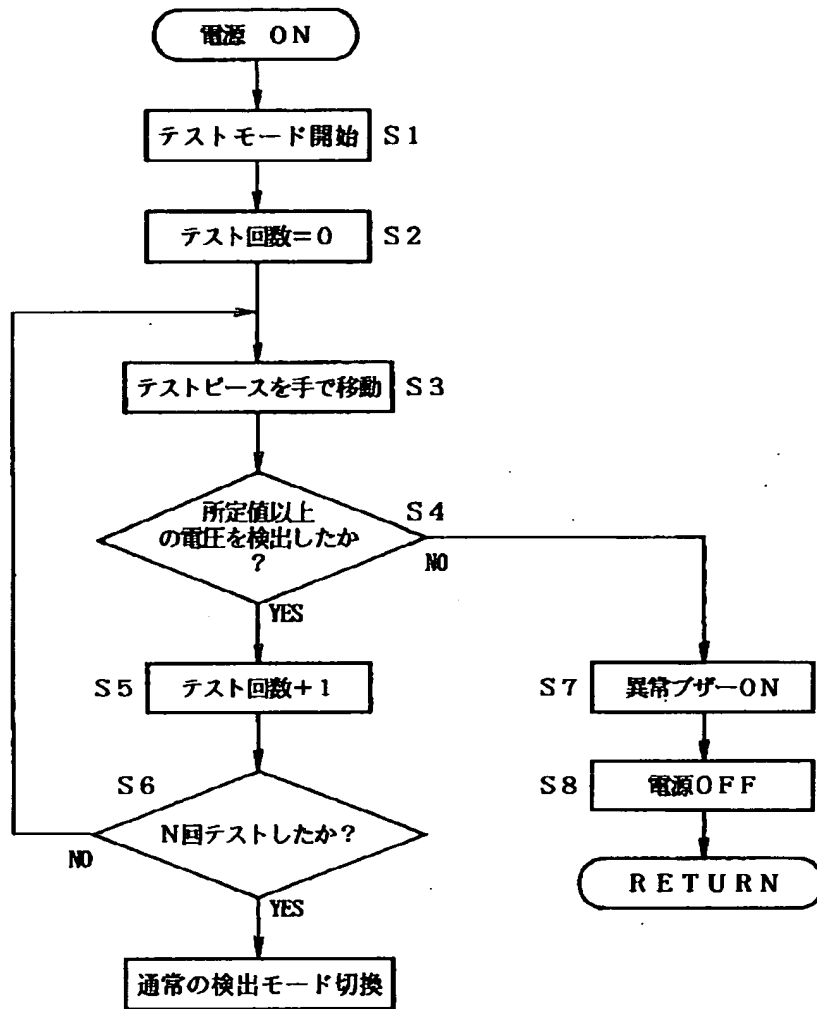 電源 ON
テストモード開始 S1
テスト回数=0 S2
テストピースを手で移動 S3
所定値以上
の電圧を検出したか
?
S4
NO
YES
S5 テスト回数+1
S6
N回テストしたか?
NO
YES
通常の検出モード切換
S7 異常ブザーON
S8 電源OFF
RETURN